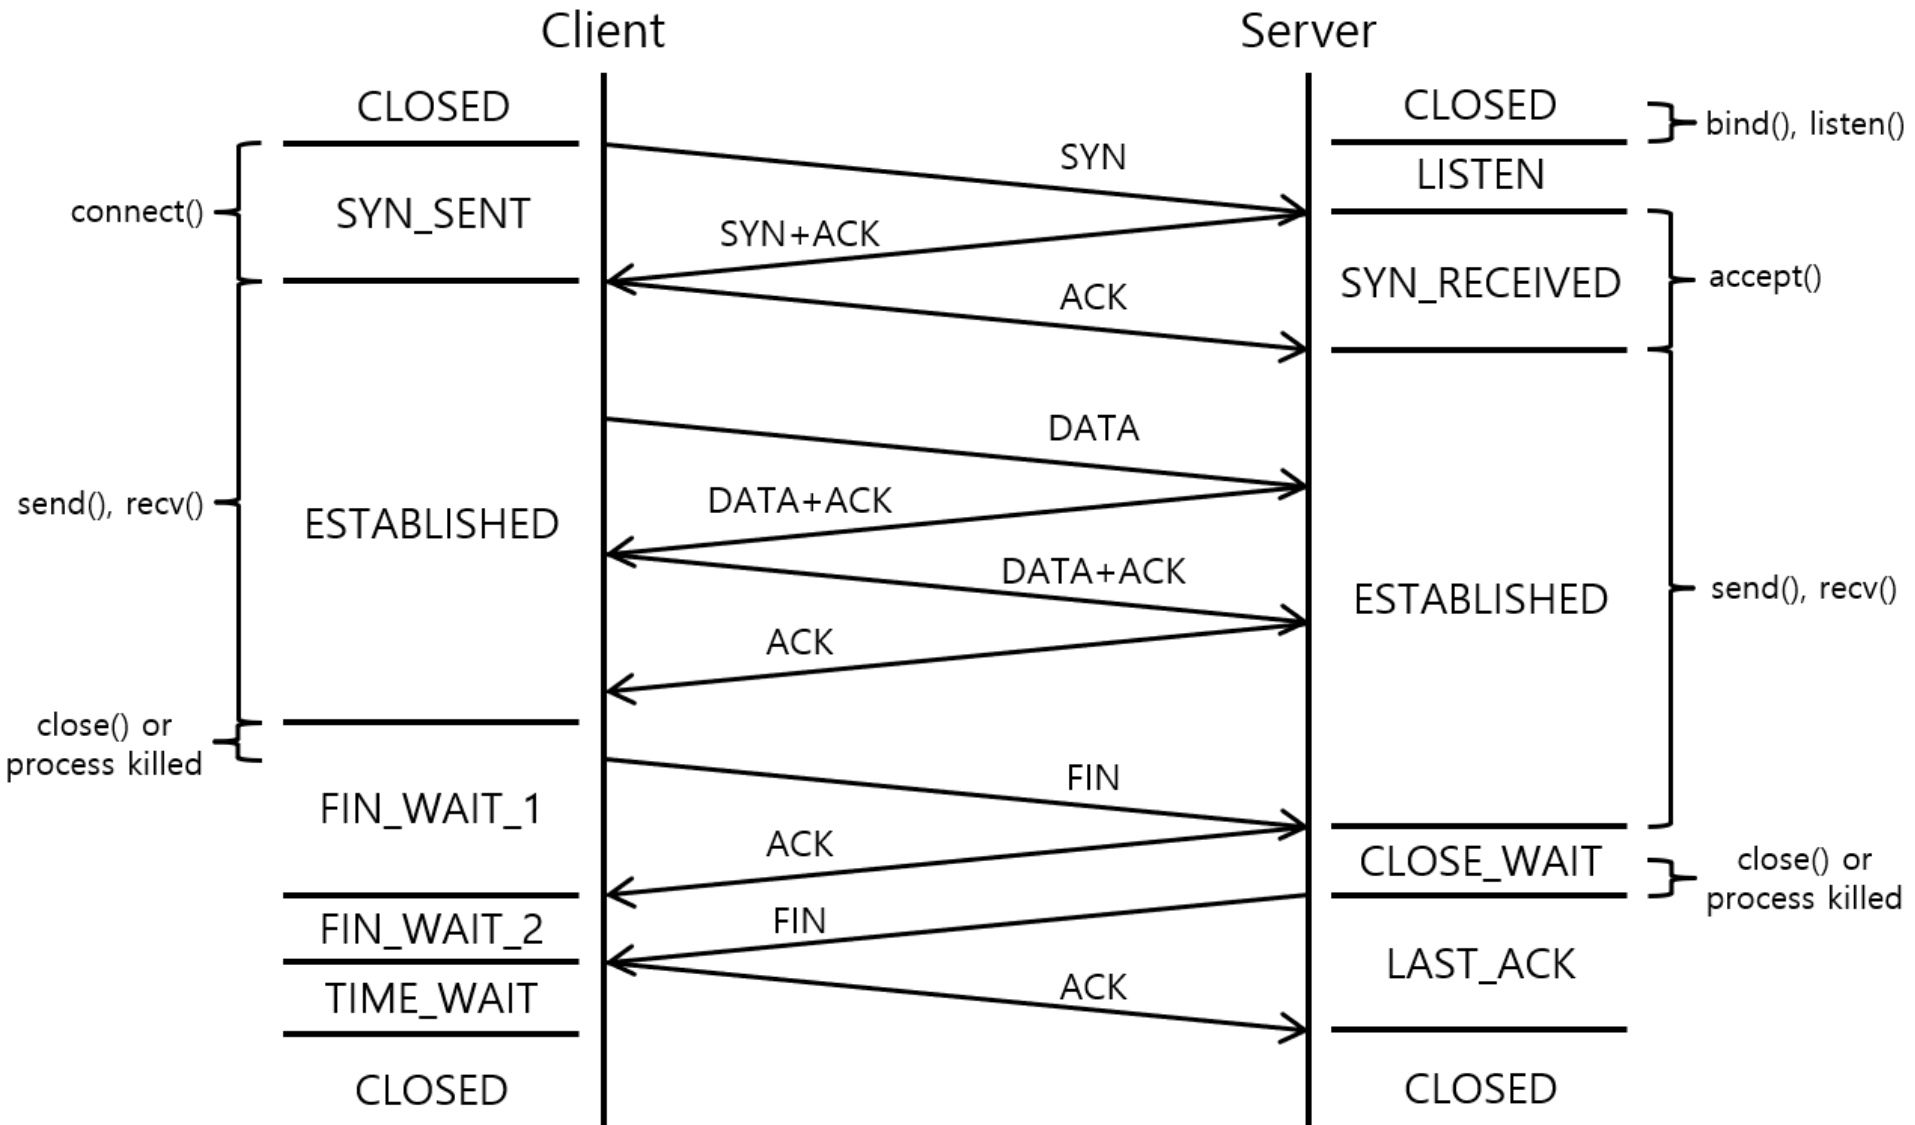 Client
Server
CLOSED
CLOSED
bind(), listen()
SYN
LISTEN
connect()
SYN_SENT
SYN+ACK
ACK
SYN_RECEIVED
accept()
DATA
send(), recv()
DATA+ACK
ESTABLISHED
DATA+ACK
ESTABLISHED
send(), recv()
ACK
close() or
process killed
FIN
FIN_WAIT_1
ACK
CLOSE_WAIT
close() or
process killed
FIN_WAIT_2
FIN
LAST_ACK
TIME_WAIT
ACK
CLOSED
CLOSED